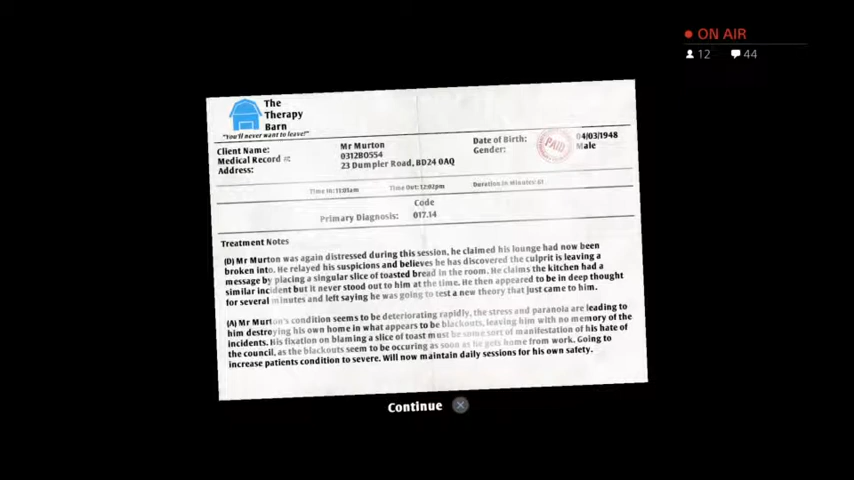 ON AIR
12 44
The
Therapy
Barn
"You'll never want to leave!"
Client Name: Mr Murton Date of Birth: 04/03/1948
Medical Record #: 0312B0554 Gender: Male
Address: 23 Dumpler Road, BD24 0AQ
PAID
Time In: 11:01am Time Out: 12:02pm Duration in Minutes: 61
Code
Primary Diagnosis: 017.14
Treatment Notes
(D) Mr Murton was again distressed during this session, he claimed his lounge had now been
broken into. He relayed his suspicions and believes he has discovered the culprit is leaving a
message by placing a singular slice of toasted bread in the room. He claims the kitchen had a
similar incident but it never stood out to him at the time. He then appeared to be in deep thought
for several minutes and left saying he was going to test a new theory that just came to him.
(A) Mr Murton's condition seems to be deteriorating rapidly, the stress and paranoia are leading to
him destroying his own home in what appears to be blackouts, leaving him with no memory of the
incidents. His fixation on blaming a slice of toast must be some sort of manifestation of his hate of
the council, as the blackouts seem to be occuring as soon as he gets home from work. Going to
increase patients condition to severe. Will now maintain daily sessions for his own safety.
Continue